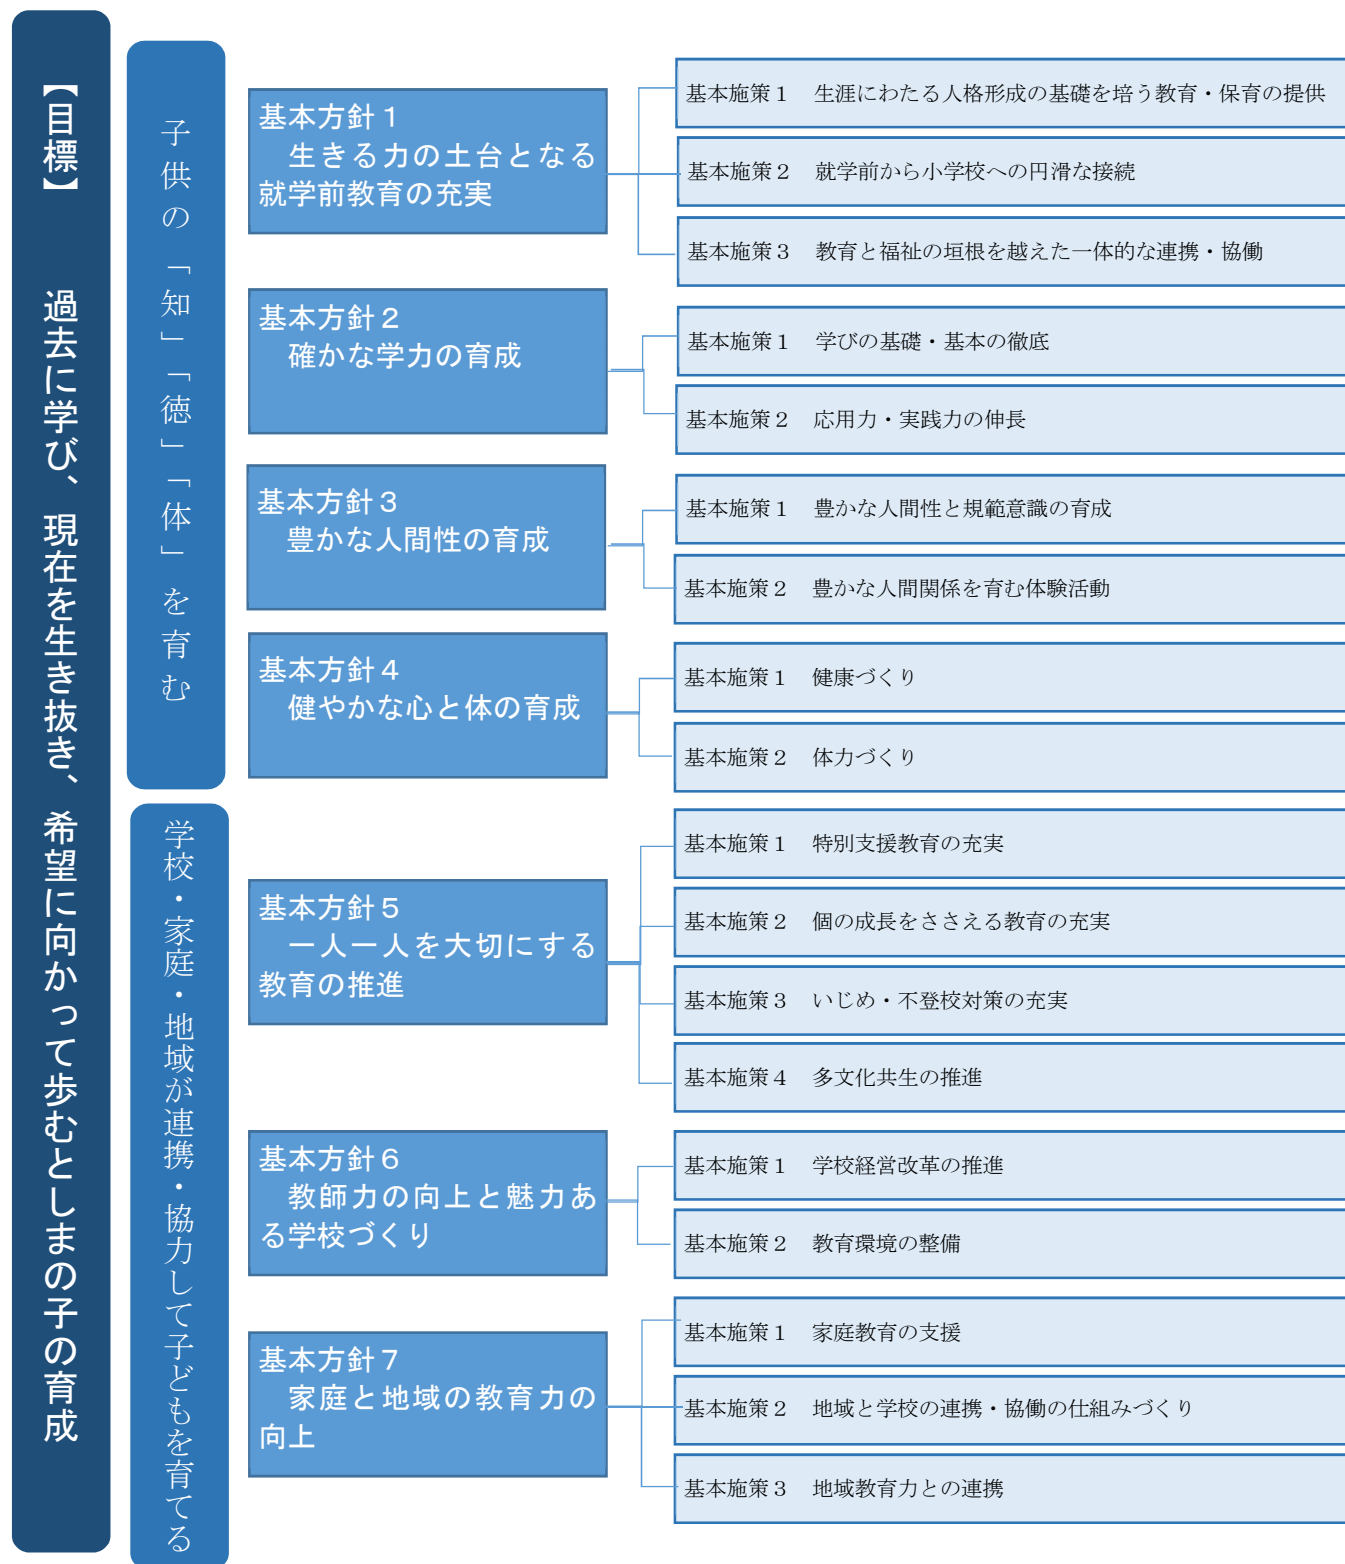 【目標】　過去に学び、現在を生き抜き、希望に向かって歩むとしまの子の育成
子供の「知」「徳」「体」を育む
基本方針１
生きる力の土台となる
就学前教育の充実
基本施策１　生涯にわたる人格形成の基礎を培う教育・保育の提供
基本施策２　就学前から小学校への円滑な接続
基本施策３　教育と福祉の垣根を越えた一体的な連携・協働
基本方針２
確かな学力の育成
基本施策１　学びの基礎・基本の徹底
基本施策２　応用力・実践力の伸長
基本方針３
豊かな人間性の育成
基本施策１　豊かな人間性と規範意識の育成
基本施策２　豊かな人間関係を育む体験活動
基本方針４
健やかな心と体の育成
基本施策１　健康づくり
基本施策２　体力づくり
学校・家庭・地域が連携・協力して子どもを育てる
基本方針５
一人一人を大切にする
教育の推進
基本施策１　特別支援教育の充実
基本施策２　個の成長をささえる教育の充実
基本施策３　いじめ・不登校対策の充実
基本施策４　多文化共生の推進
基本方針６
教師力の向上と魅力あ
る学校づくり
基本施策１　学校経営改革の推進
基本施策２　教育環境の整備
基本方針７
家庭と地域の教育力の
向上
基本施策１　家庭教育の支援
基本施策２　地域と学校の連携・協働の仕組みづくり
基本施策３　地域教育力との連携